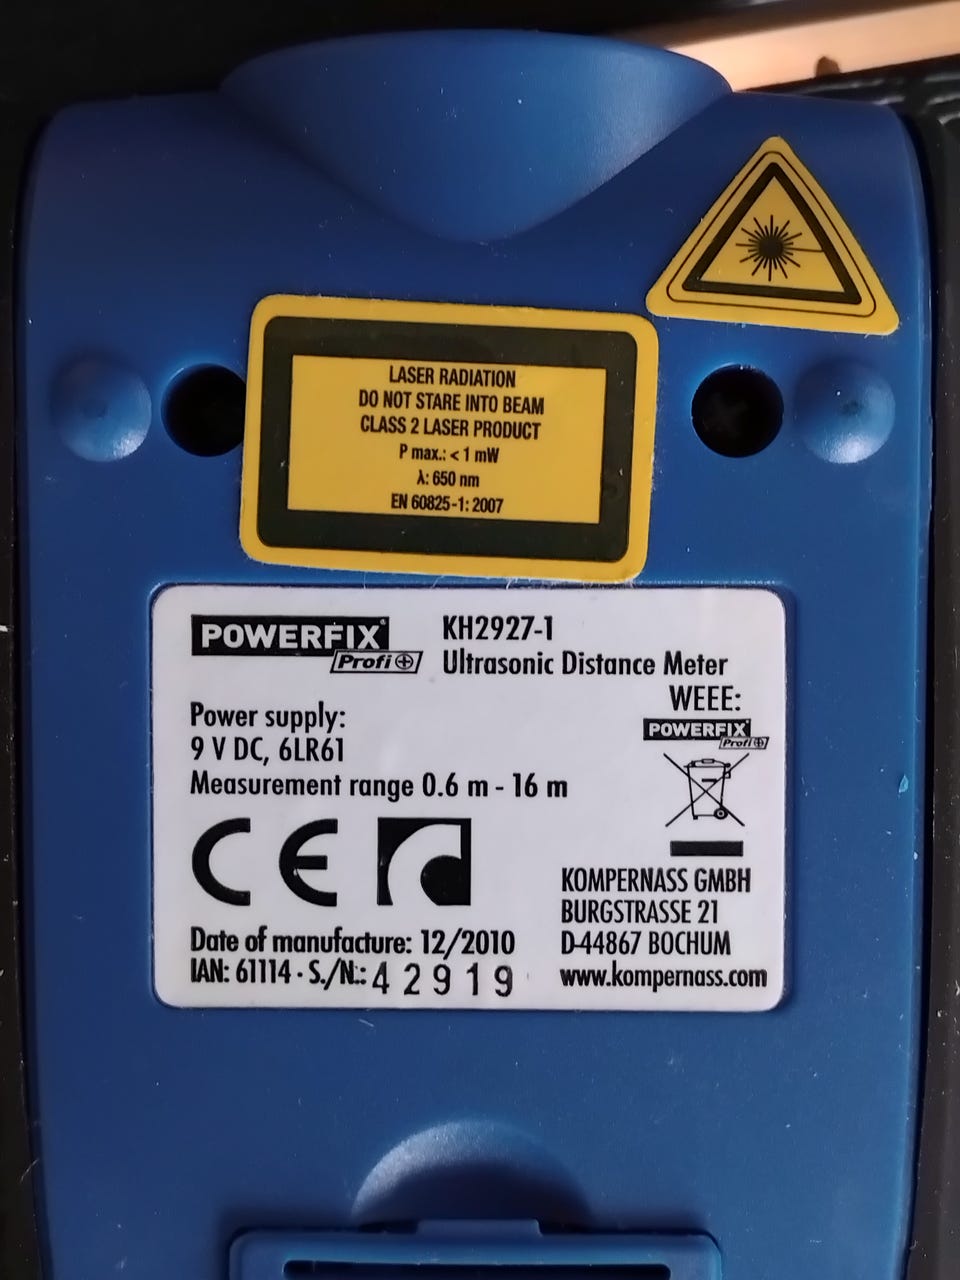 LASER RADIATION
DO NOT STARE INTO BEAM
CLASS 2 LASER PRODUCT
P max.: < 1 mW
λ: 650 nm
EN 60825-1: 2007
POWERFIX®
Profi+
KH2927-1
Ultrasonic Distance Meter
WEEE:
POWERFIX®
Profi+
Power supply:
9 V DC, 6LR61
Measurement range 0.6 m - 16 m
CE
Date of manufacture: 12/2010
IAN: 61114 · S./N.: 42919
KOMPERNASS GMBH
BURGSTRASSE 21
D-44867 BOCHUM
www.kompernass.com